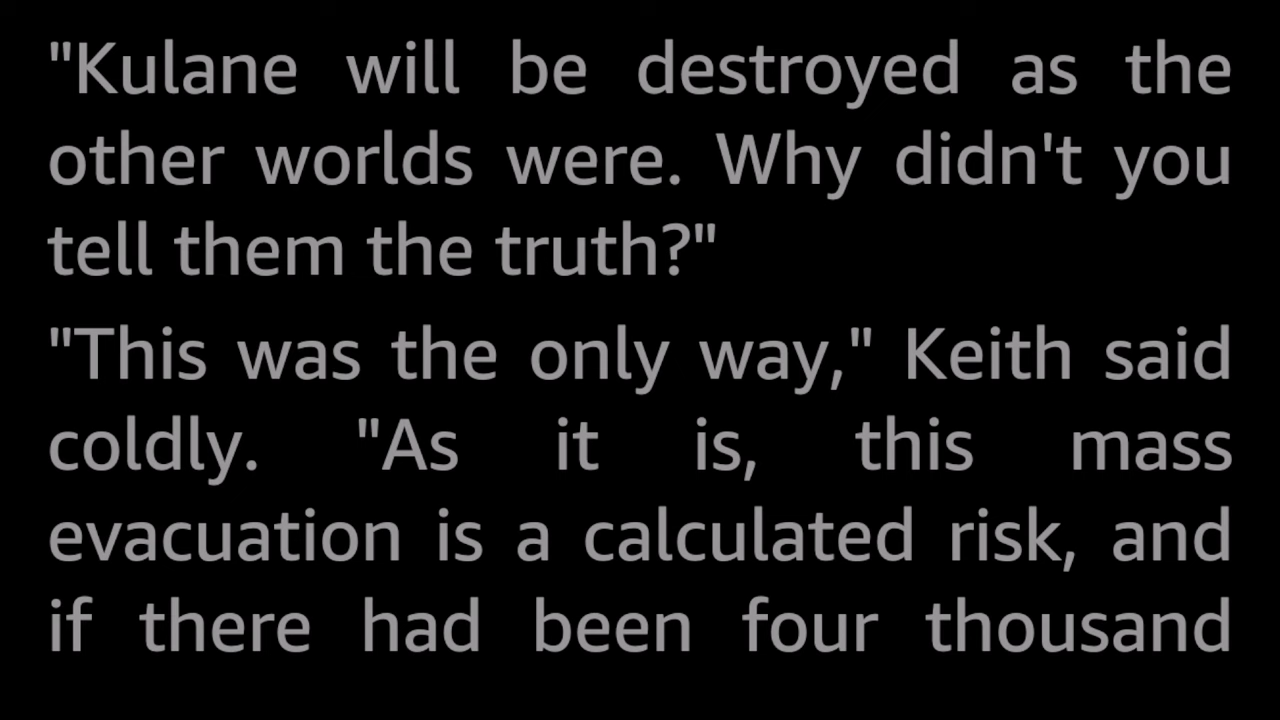 "Kulane will be destroyed as the
other worlds were. Why didn't you
tell them the truth?"
"This was the only way," Keith said
coldly. "As it is, this mass
evacuation is a calculated risk, and
if there had been four thousand